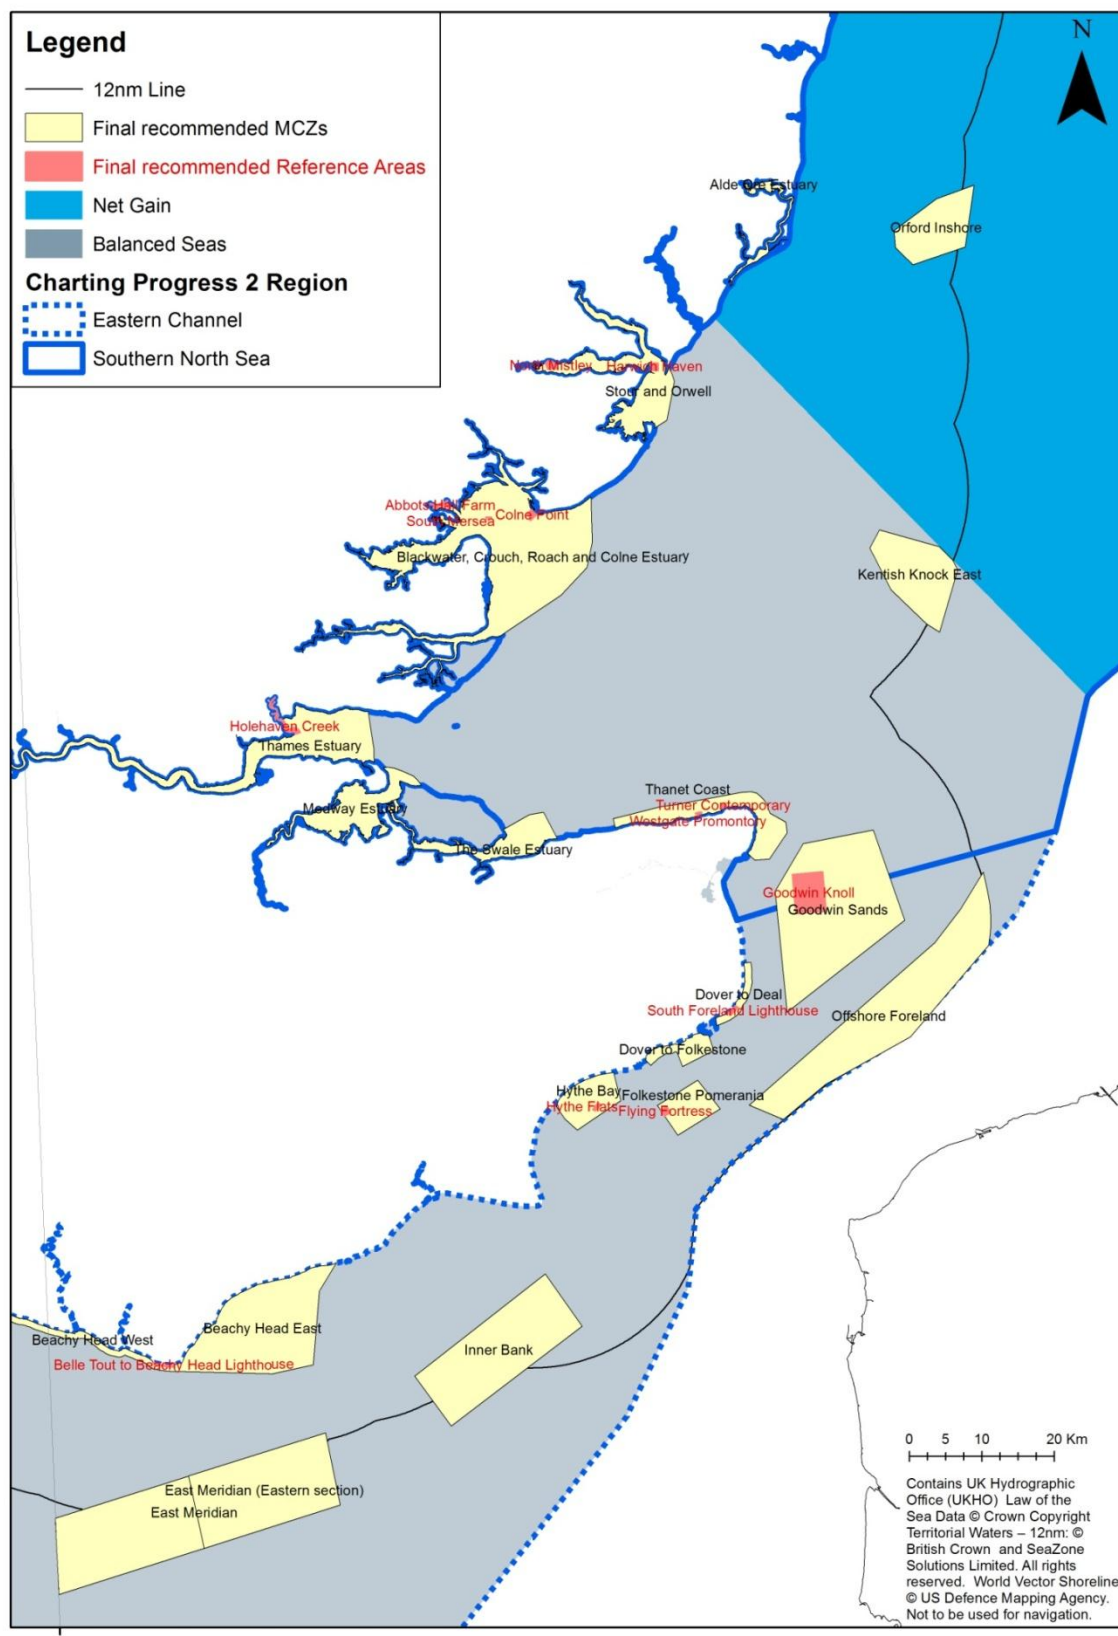 Legend
12nm Line
Final recommended MCZs
Final recommended Reference Areas
Net Gain
Balanced Seas
Charting Progress 2 Region
Eastern Channel
Southern North Sea
N
Alde Ore Estuary
Orford Inshore
North Mistley
Harwich Haven
Stour and Orwell
Abbots Hall Farm
South Mersea
Colne Point
Blackwater, Crouch, Roach and Colne Estuary
Kentish Knock East
Holehaven Creek
Thames Estuary
Medway Estuary
The Swale Estuary
Thanet Coast
Turner Contemporary
Westgate Promontory
Goodwin Knoll
Goodwin Sands
Dover to Deal
South Foreland Lighthouse
Offshore Foreland
Dover to Folkestone
Hythe Bay
Folkestone Pomerania
Hythe Flats
Flying Fortress
Beachy Head West
Beachy Head East
Belle Tout to Beachy Head Lighthouse
Inner Bank
East Meridian (Eastern section)
East Meridian
0 5 10 20 Km
Contains UK Hydrographic
Office (UKHO) Law of the
Sea Data © Crown Copyright
Territorial Waters – 12nm: ©
British Crown and SeaZone
Solutions Limited. All rights
reserved. World Vector Shoreline
© US Defence Mapping Agency.
Not to be used for navigation.